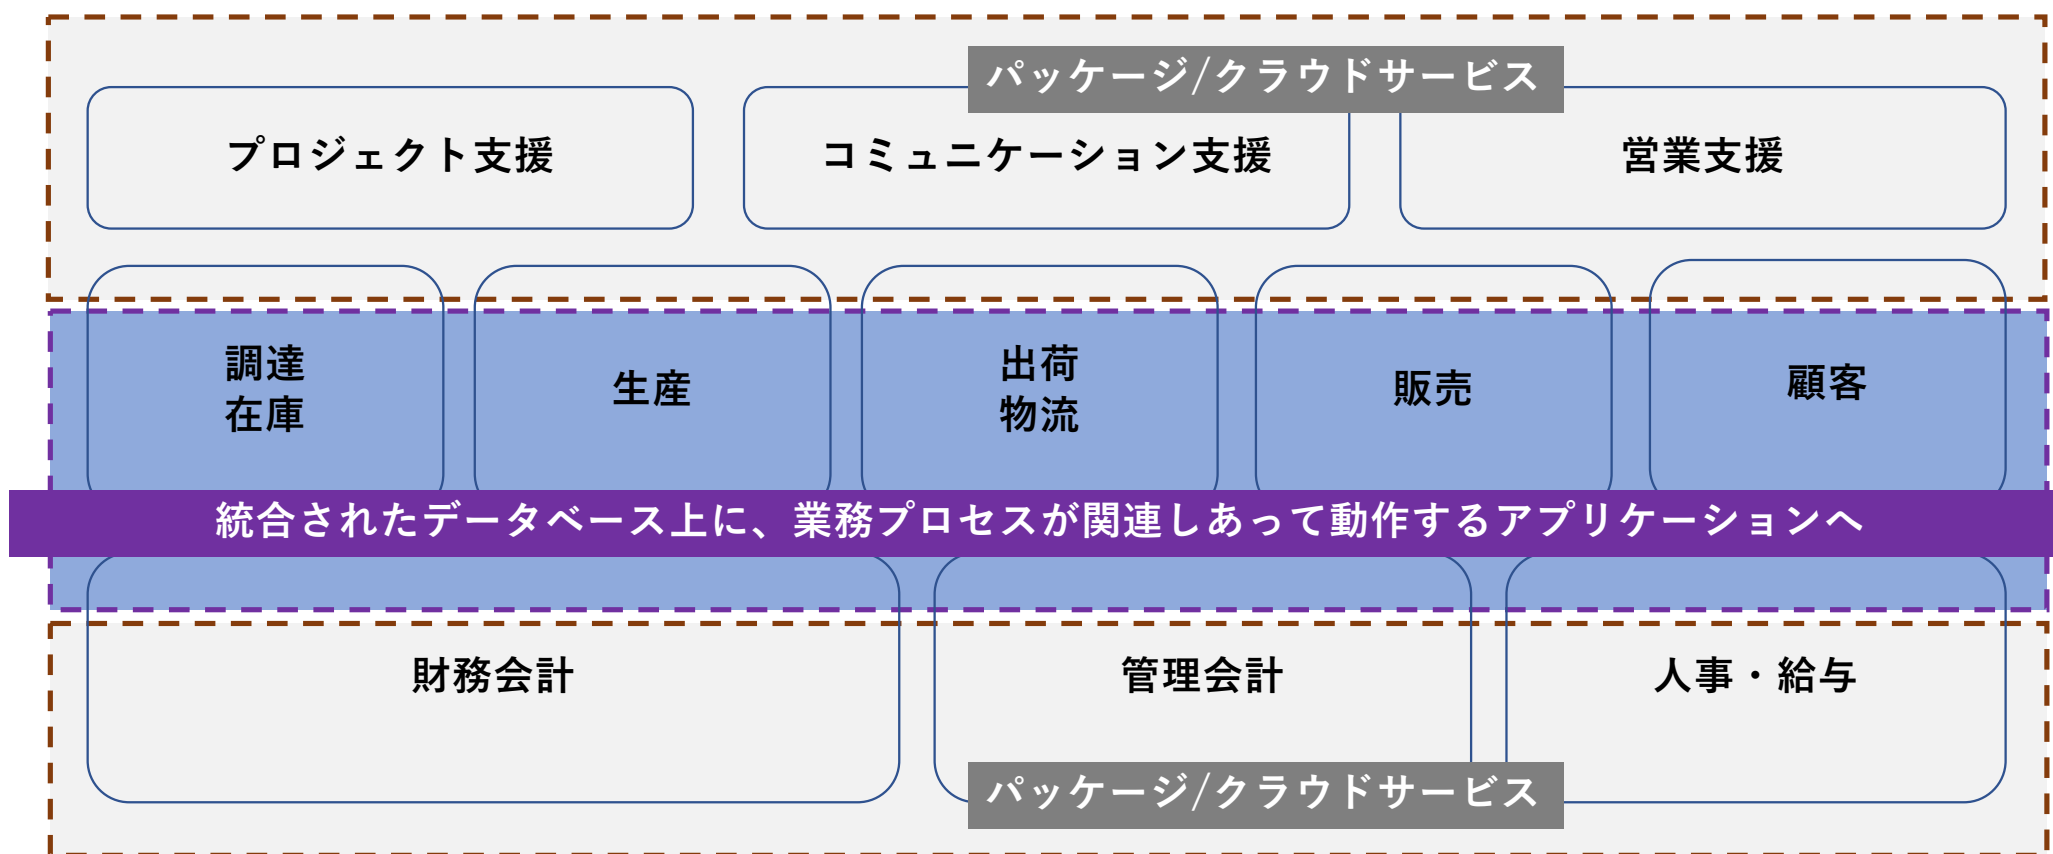 パッケージ/クラウドサービス
プロジェクト支援
コミュニケーション支援
営業支援
調達
在庫
生産
出荷
物流
販売
顧客
統合されたデータベース上に、業務プロセスが関連しあって動作するアプリケーションへ
財務会計
管理会計
人事・給与
パッケージ/クラウドサービス